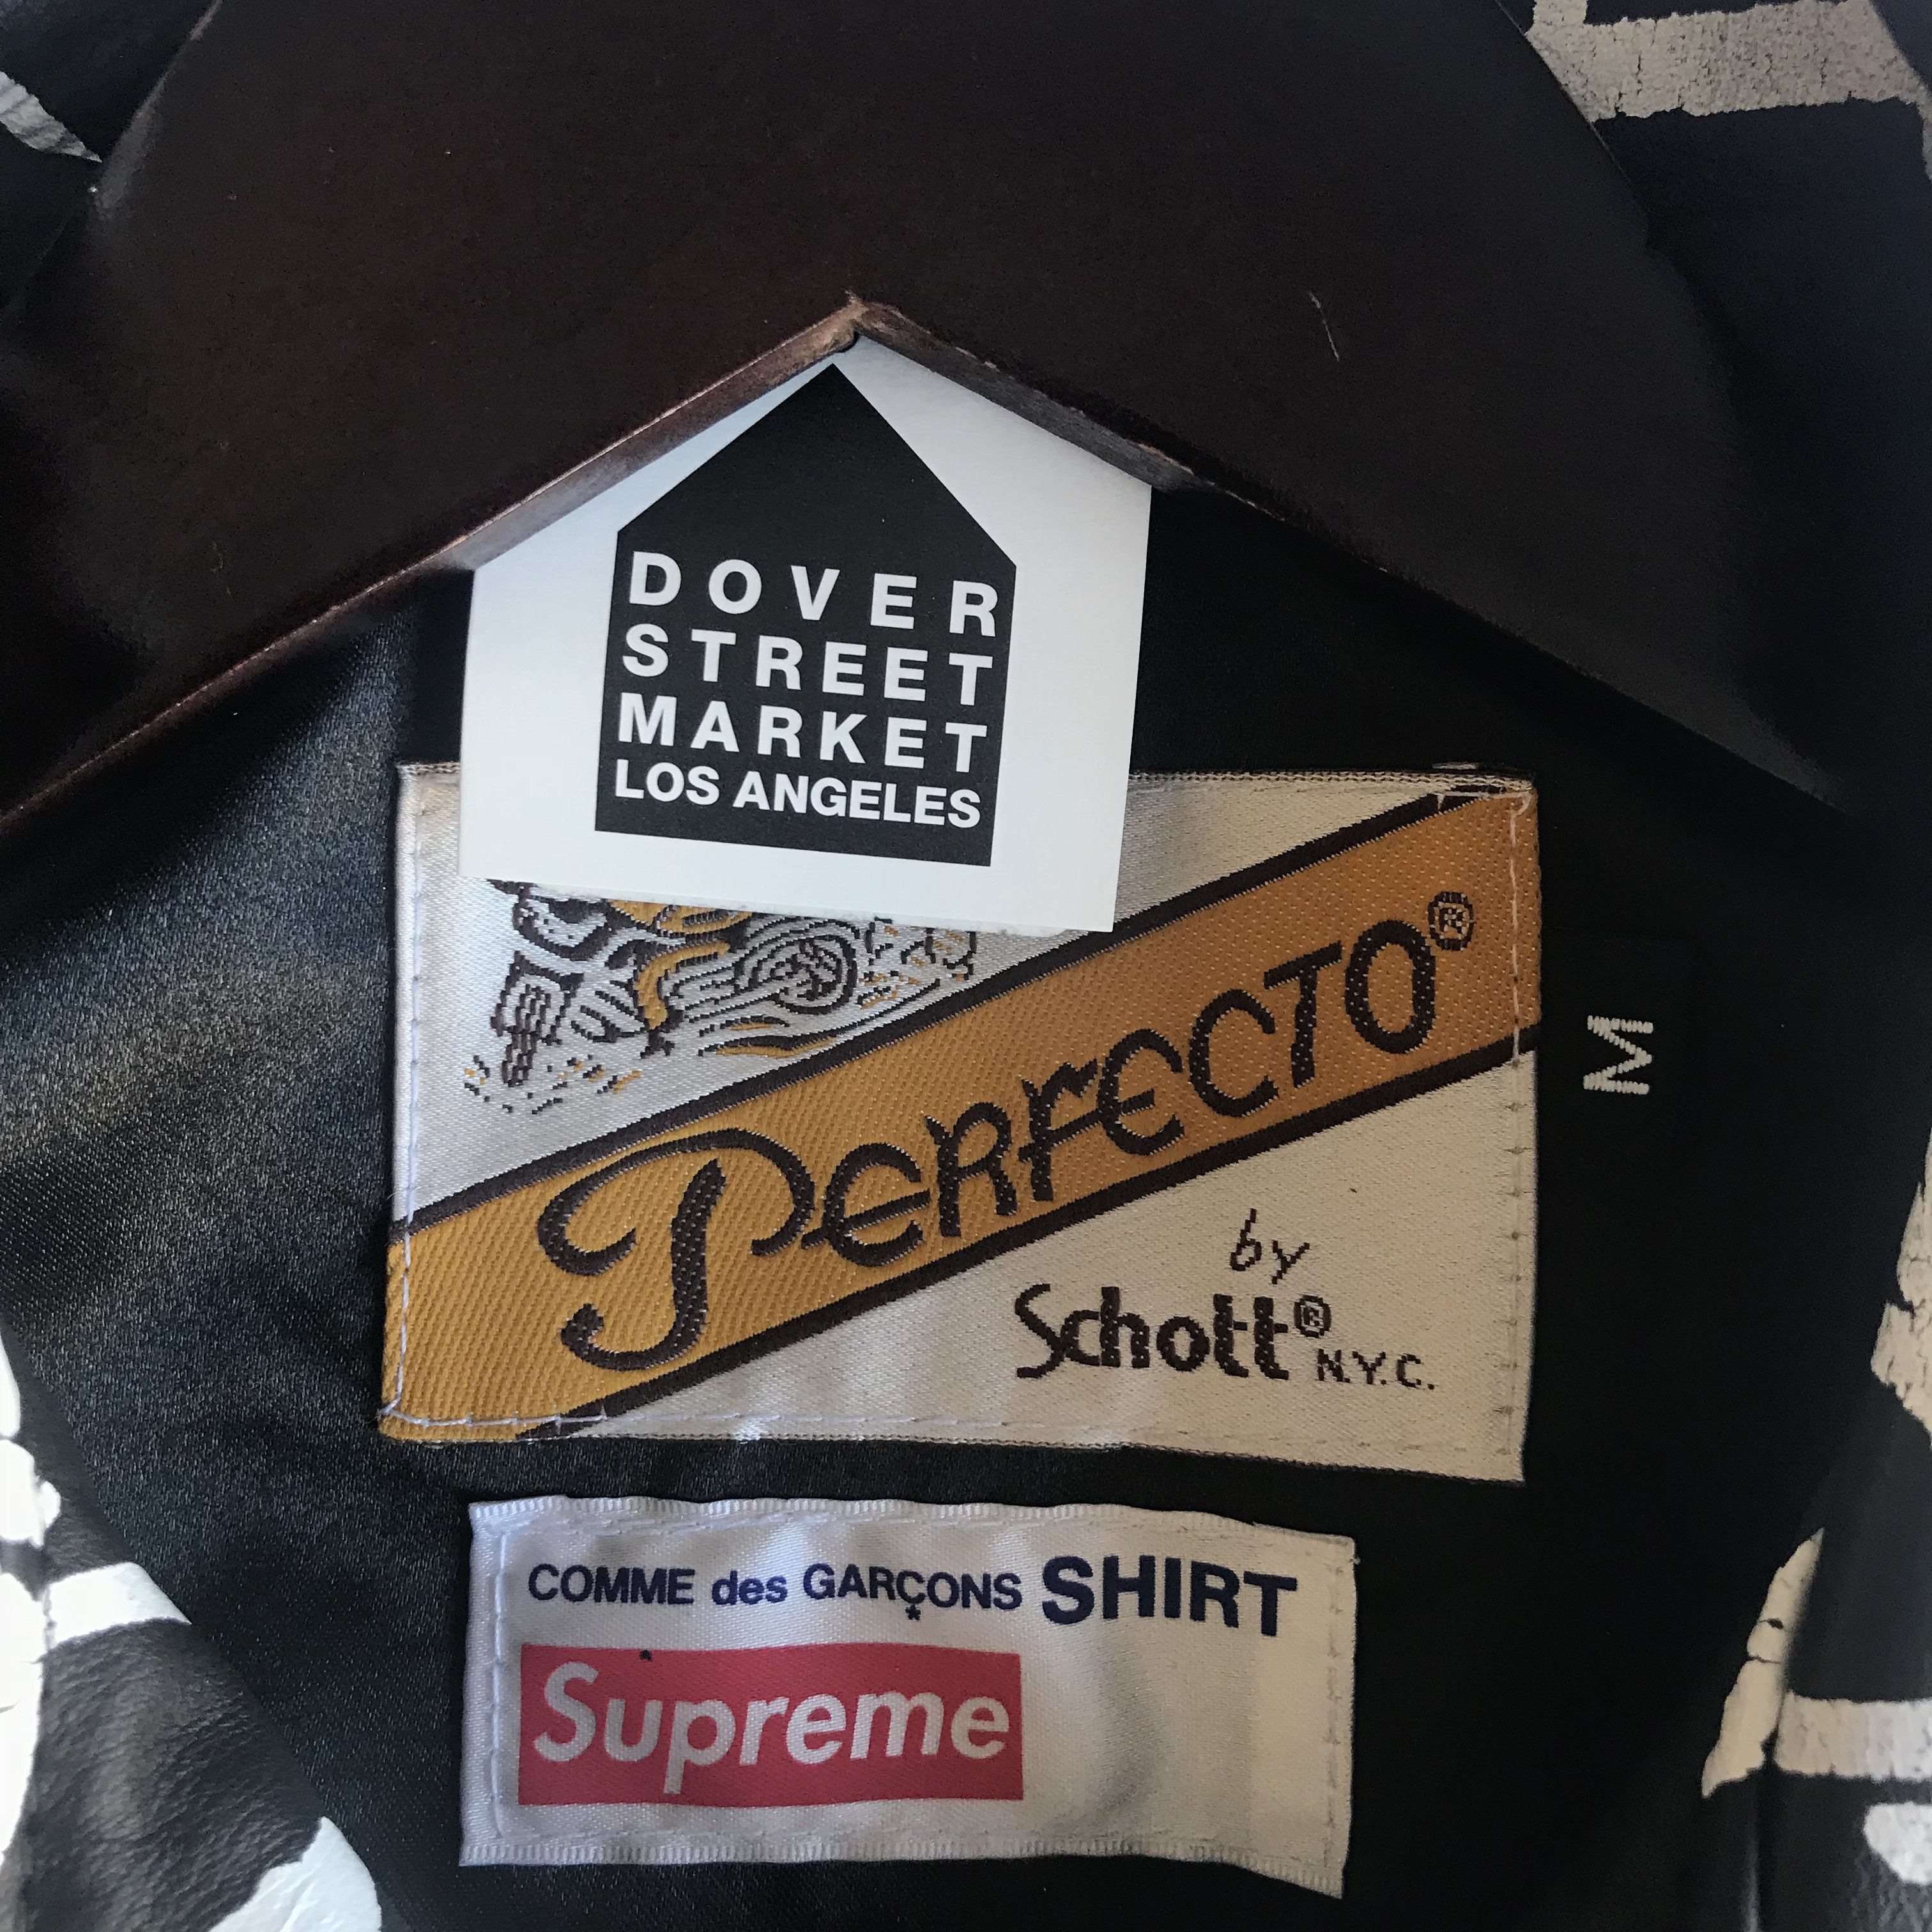 DOVER
STREET
MARKET
LOS ANGELES
PERFECTO®
by
Schott®
N.Y.C.
M
COMME des GARÇONS SHIRT
Supreme